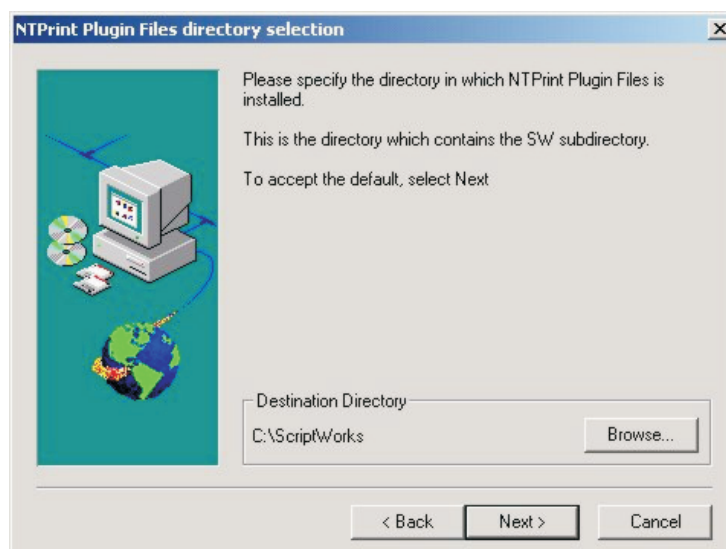 NTPrint Plugin Files directory selection
Please specify the directory in which NTPrint Plugin Files is
installed.
This is the directory which contains the SW subdirectory.
To accept the default, select Next
Destination Directory
C:\ScriptWorks
Browse...
< Back
Next >
Cancel